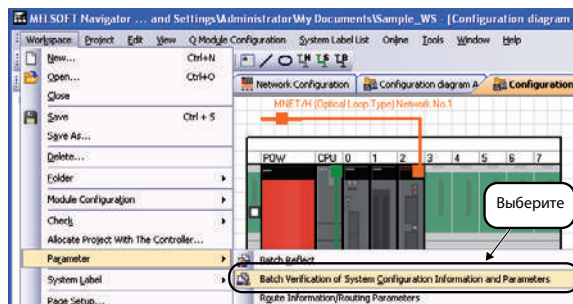 MELSOFT Navigator ... and Settings\Administrator\My Documents\Sample_WS - [Configuration diagram
Workspace Project Edit View Q Module Configuration System Label List Online Tools Window Help
New... Ctrl+N
Open... Ctrl+O
Close
Save Ctrl + S
Save As...
Delete...
Folder
Module Configuration
Check
Allocate Project With The Controller...
Parameter
System Label
Page Setup...
Network Configuration Configuration diagram A Configuration
MNET/H (Optical Loop Type) Network No.1
POW CPU 0 1 2 3 4 5 6 7
Выберите
Batch Reflect
Batch Verification of System Configuration Information and Parameters
Route Information/Routing Parameters